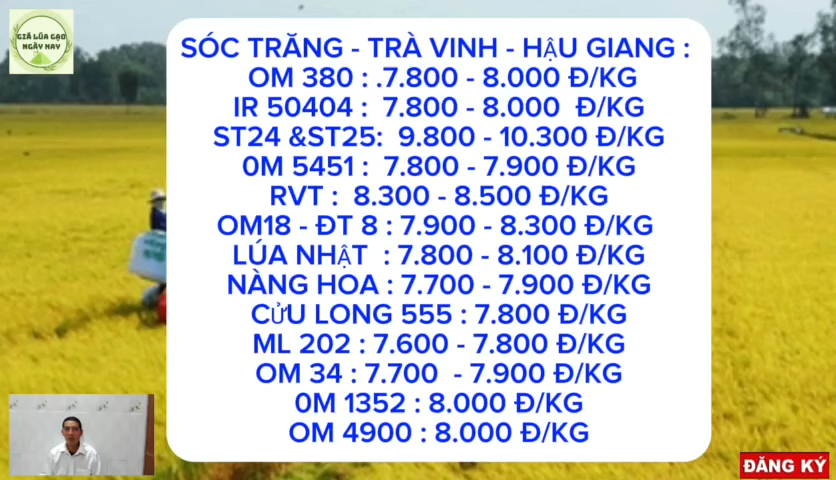 GIÁ LÚA GẠO
NGÀY NAY
SÓC TRĂNG - TRÀ VINH - HẬU GIANG :
OM 380 : .7.800 - 8.000 Đ/KG
IR 50404 : 7.800 - 8.000 Đ/KG
ST24 &ST25: 9.800 - 10.300 Đ/KG
0M 5451 : 7.800 - 7.900 Đ/KG
RVT : 8.300 - 8.500 Đ/KG
OM18 - ĐT 8 : 7.900 - 8.300 Đ/KG
LÚA NHẬT : 7.800 - 8.100 Đ/KG
NÀNG HOA : 7.700 - 7.900 Đ/KG
CỬU LONG 555 : 7.800 Đ/KG
ML 202 : 7.600 - 7.800 Đ/KG
OM 34 : 7.700 - 7.900 Đ/KG
0M 1352 : 8.000 Đ/KG
OM 4900 : 8.000 Đ/KG
ĐĂNG KÝ